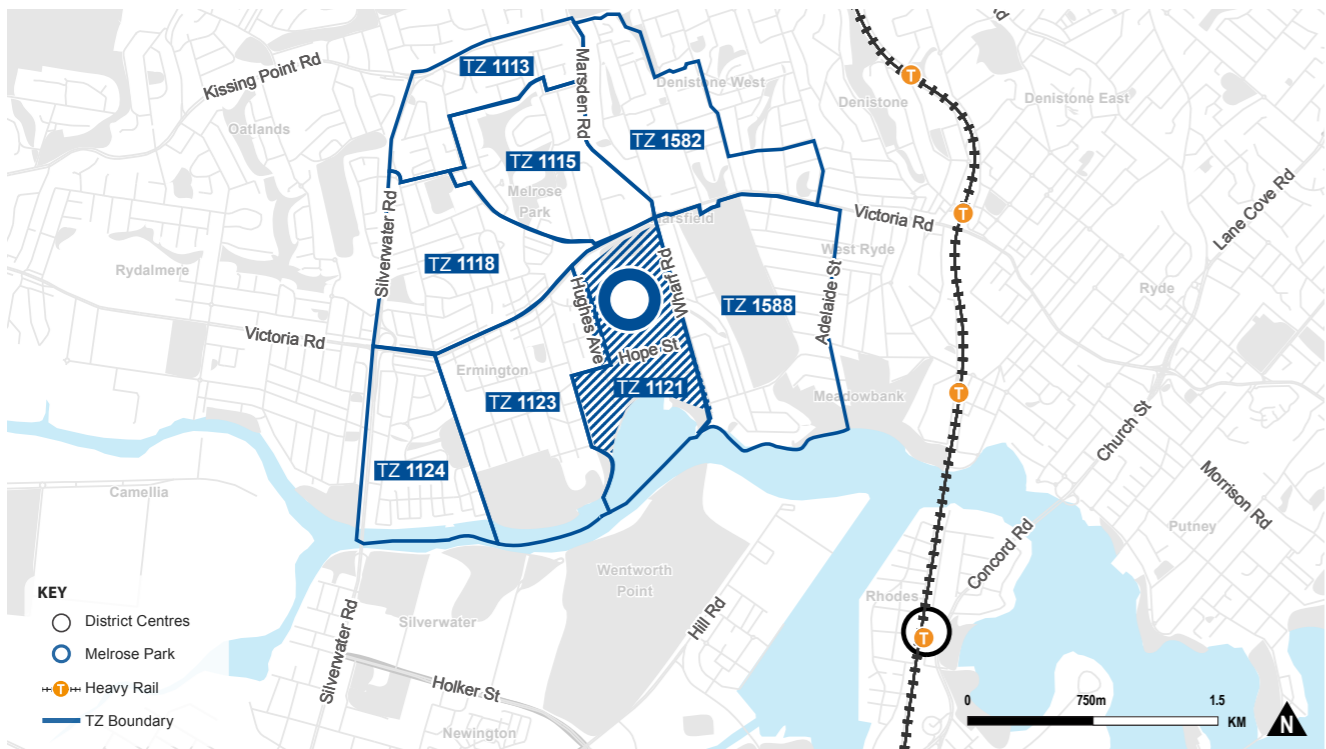 Kissing Point Rd
TZ 1113
Marsden Rd
Denistone West
Denistone
Denistone East
Oatlands
TZ 1582
TZ 1115
Melrose
Park
Lane Cove Rd
Silverwater Rd
Victoria Rd
arsfield
West Ryde
TZ 1118
Rydalmere
Ryde
Hughes Ave
Wharf Rd
TZ 1588
Adelaide St
Victoria Rd
Hope St
Ermington
TZ 1121
TZ 1123
Meadowbank
Church St
TZ 1124
Camellia
Morrison Rd
Putney
Concord Rd
Wentworth
Point
Rhodes
KEY
District Centres
Melrose Park
T Heavy Rail
TZ Boundary
Silverwater
Silverwater Rd
Hill Rd
Holker St
Newington
T
T
T
T
0 750m 1.5
KM
N